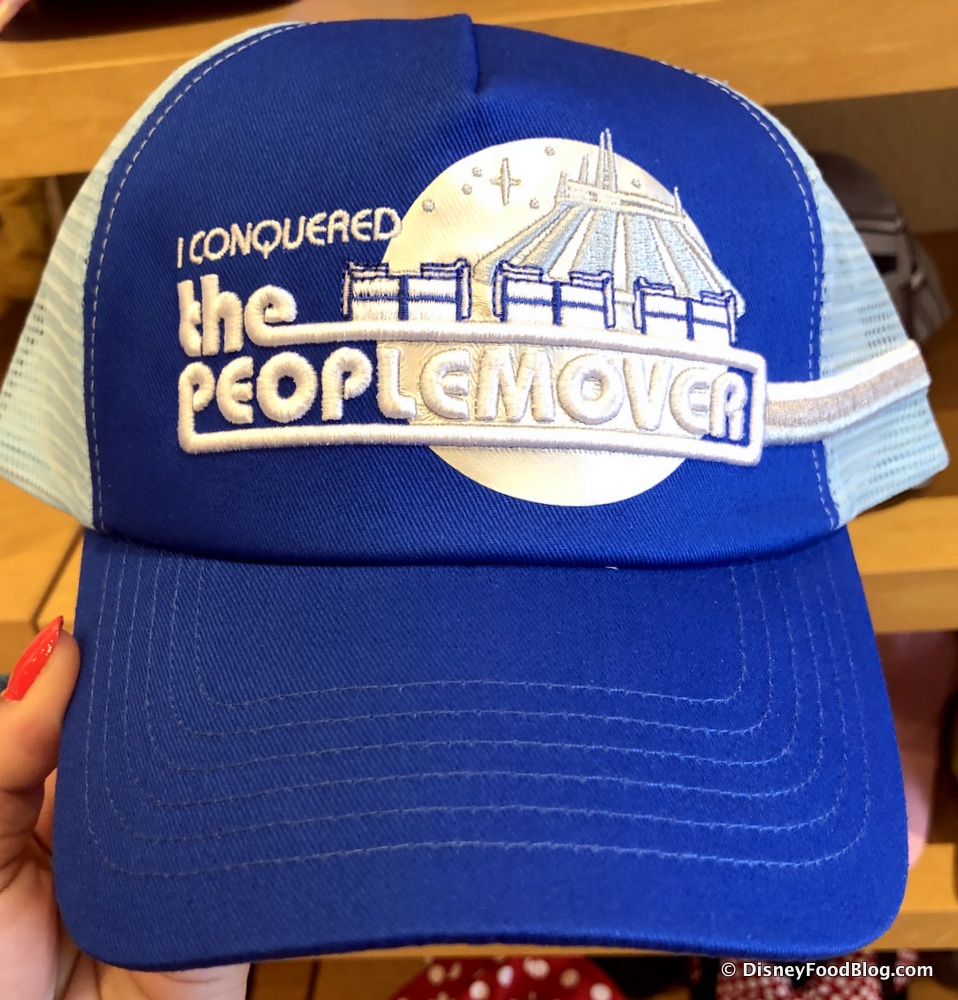 I CONQUERED
the
PEOPLEMOVER
© DisneyFoodBlog.com